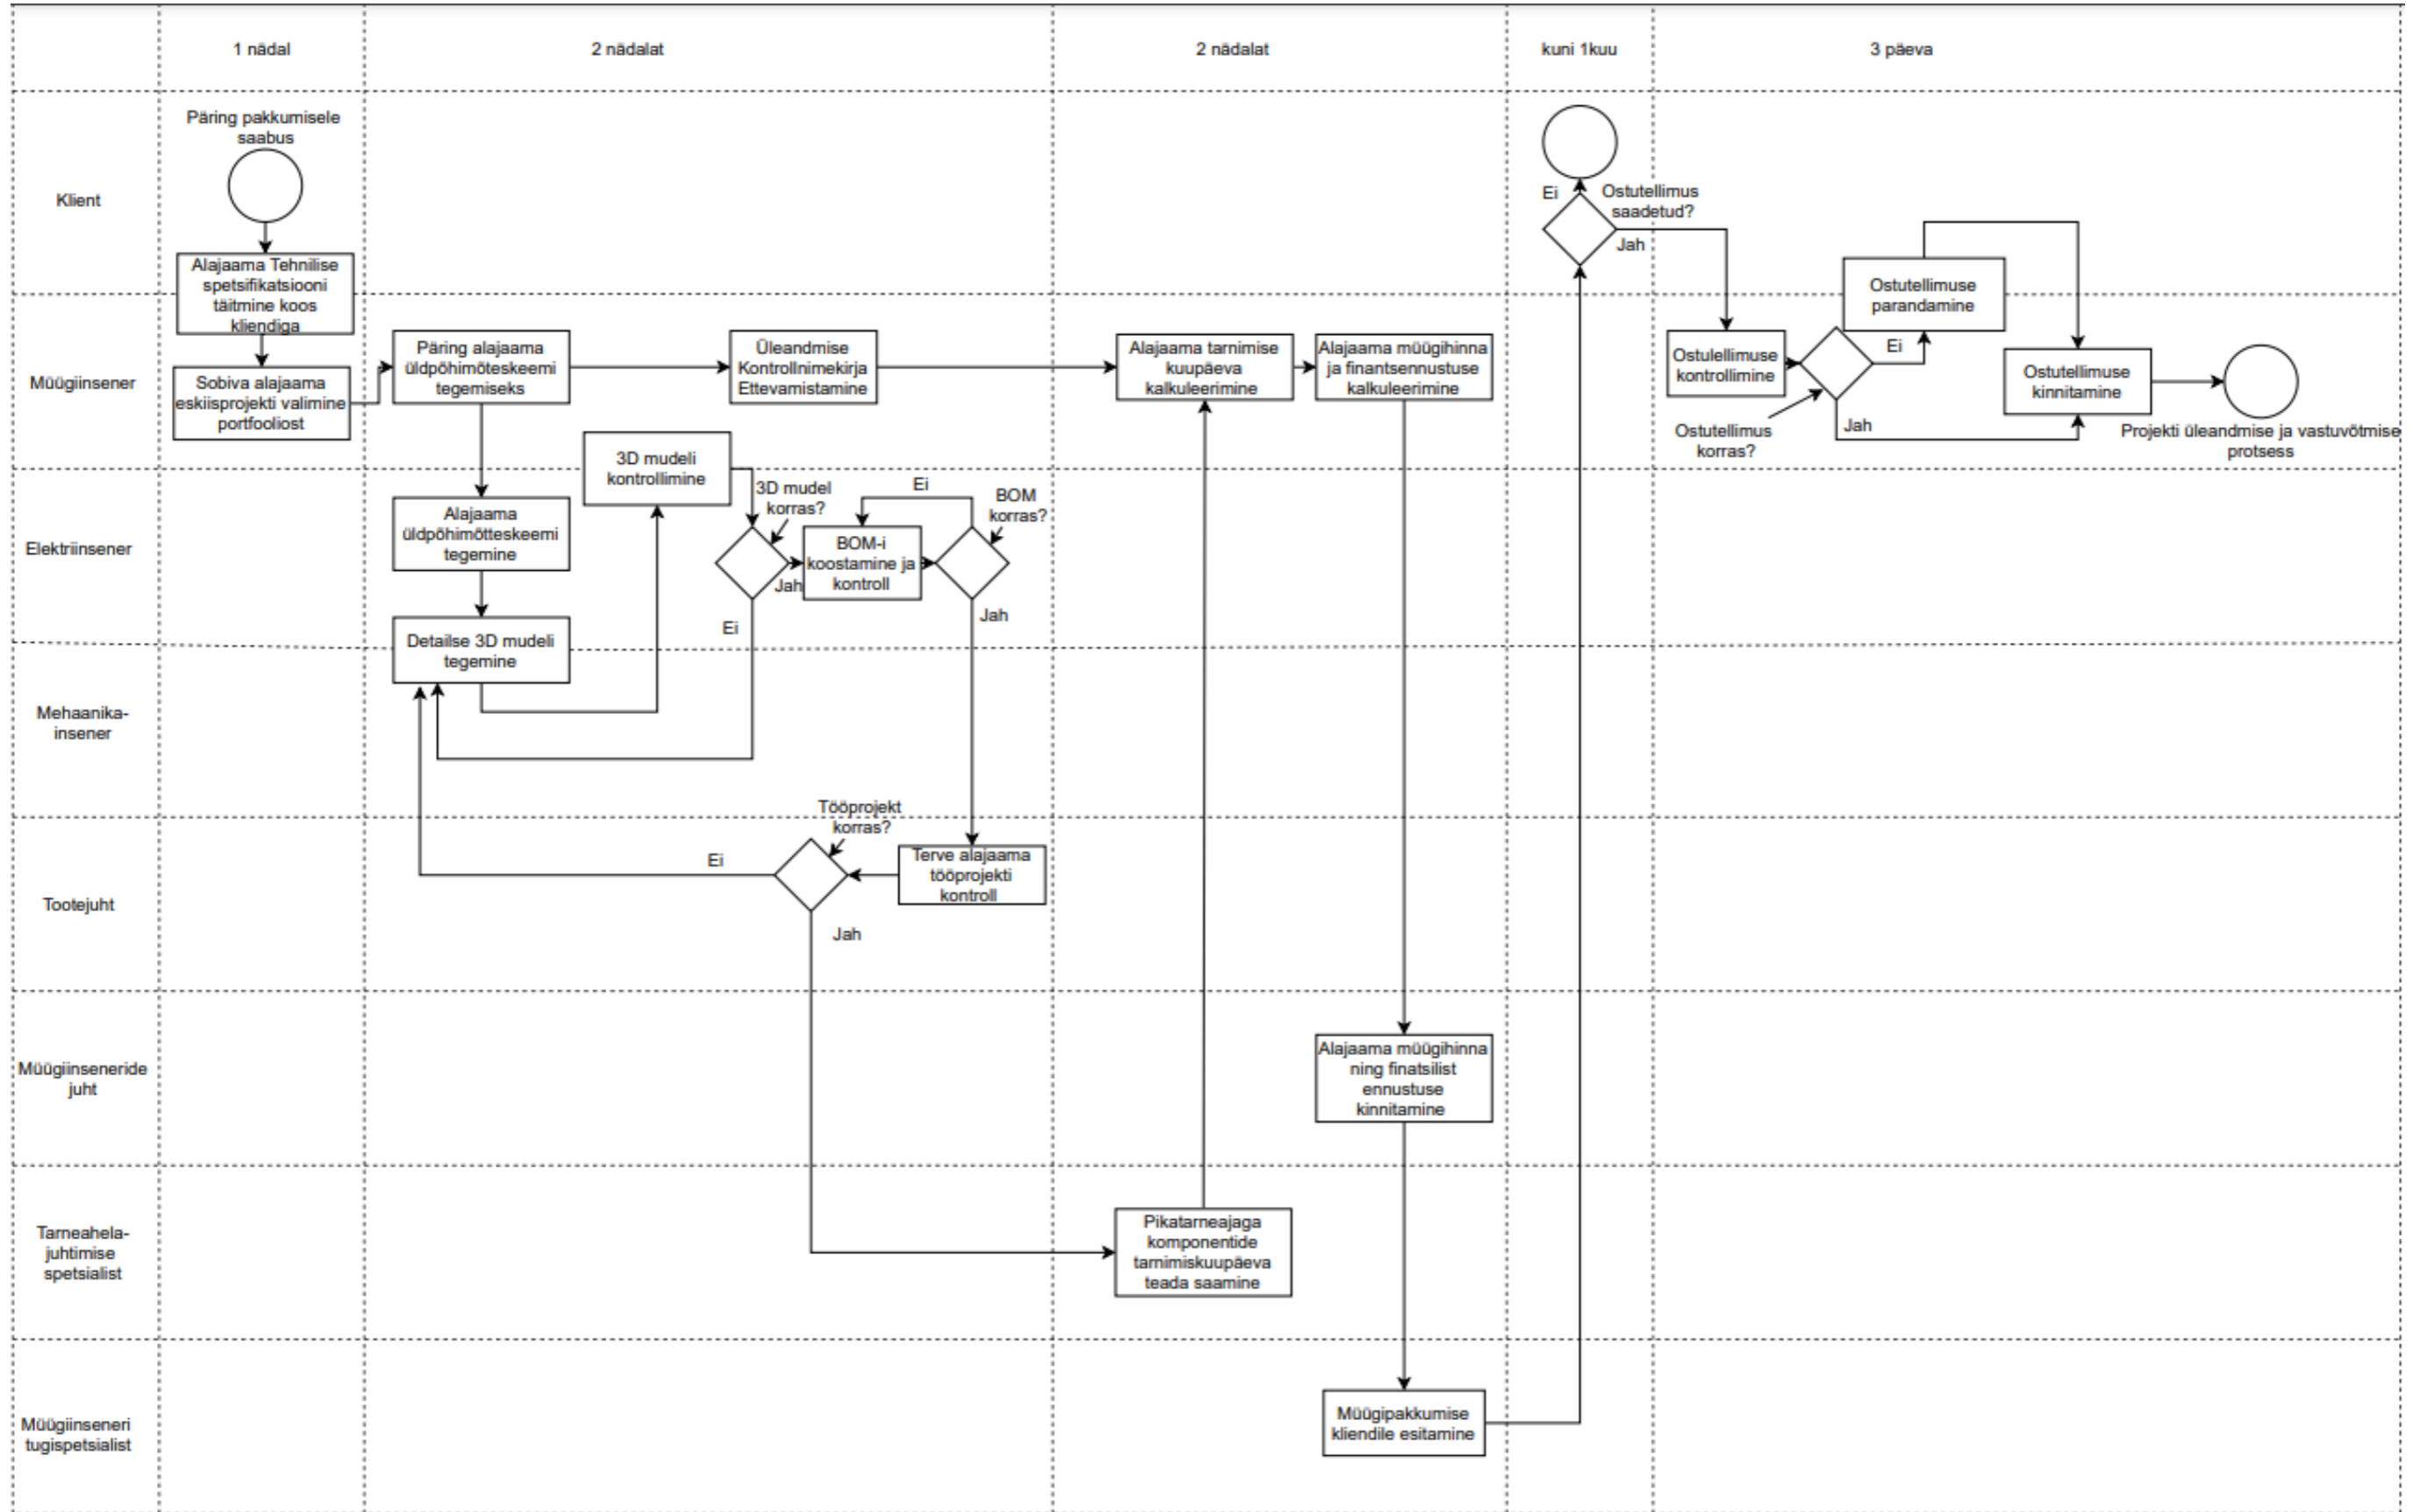 1 nädal
2 nädalat
2 nädalat
kuni 1kuu
3 päeva
Klient
Päring pakkumisele
saabus
Alajaama Tehnilise
spetsifikatsiooni
täitmine koos
kliendiga
Ei
Ostutellimus
saadetud?
Jah
Ostutellimuse
parandamine
Müügiinsener
Sobiva alajaama
eskiisprojekti valimine
portfooliost
Päring alajaama
üldpõhimõteskeemi
tegemiseks
Üleandmise
Kontrollnimekirja
Ettevamistamine
Alajaama tarnimise
kuupäeva
kalkuleerimine
Alajaama müügihinna
ja finantsennustuse
kalkuleerimine
Ostulellimuse
kontrollimine
Ei
Ostutellimus
korras?
Jah
Ostutellimuse
kinnitamine
Projekti üleandmise ja vastuvõtmise
protsess
3D mudeli
kontrollimine
Elektriinsener
Alajaama
üldpõhimõtteskeemi
tegemine
3D mudel
korras?
Jah
Ei
BOM-i
koostamine ja
kontroll
Ei
BOM
korras?
Jah
Detailse 3D mudeli
tegemine
Mehaanika-
insener
Tootejuht
Ei
Tööprojekt
korras?
Jah
Terve alajaama
tööprojekti
kontroll
Müügiinseneride
juht
Alajaama müügihinna
ning finatsilist
ennustuse
kinnitamine
Tarneahela-
juhtimise
spetsialist
Pikatarneajaga
komponentide
tarnimiskuupäeva
teada saamine
Müügiinseneri
tugispetsialist
Müügipakkumise
kliendile esitamine